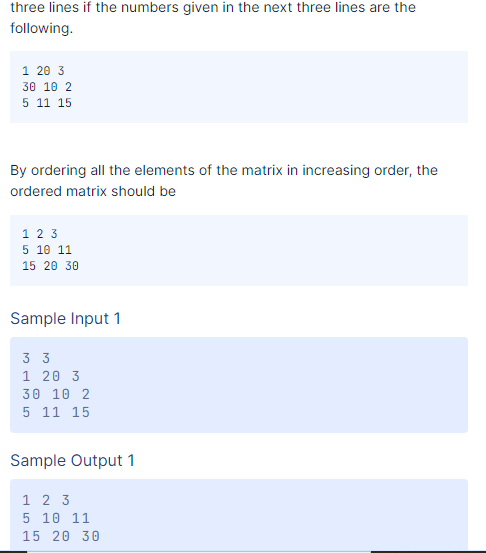 three lines if the numbers given in the next three lines are the
following.
1 20 3
30 10 2
5 11 15
By ordering all the elements of the matrix in increasing order, the
ordered matrix should be
1 2 3
5 10 11
15 20 30
Sample Input 1
3 3
1 20 3
30 10 2
5 11 15
Sample Output 1
1 2 3
5 10 11
15 20 30